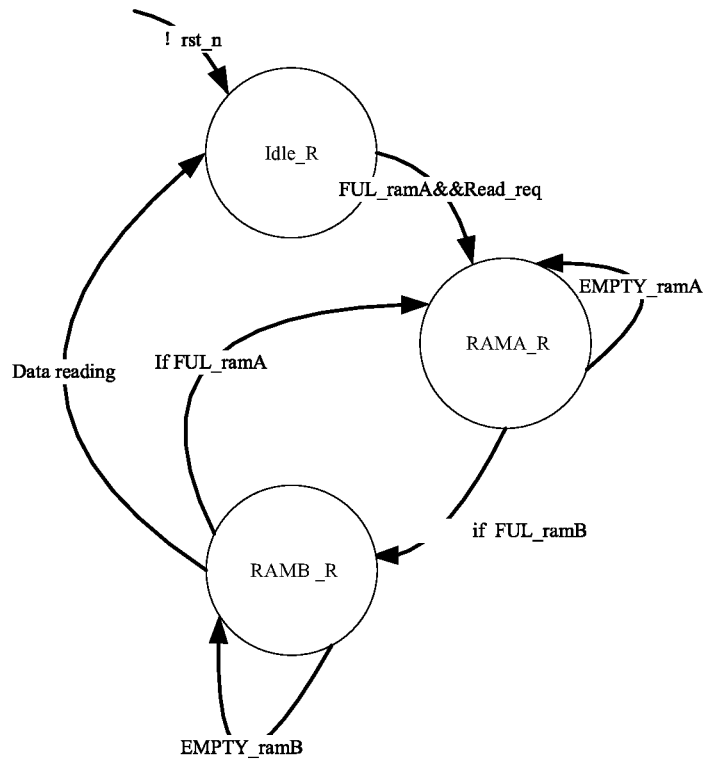 ! rst_n
Idle_R
FUL_ramA&&Read_req
EMPTY_ramA
RAMA_R
If FUL_ramA
Data reading
if FUL_ramB
RAMB _R
EMPTY_ramB